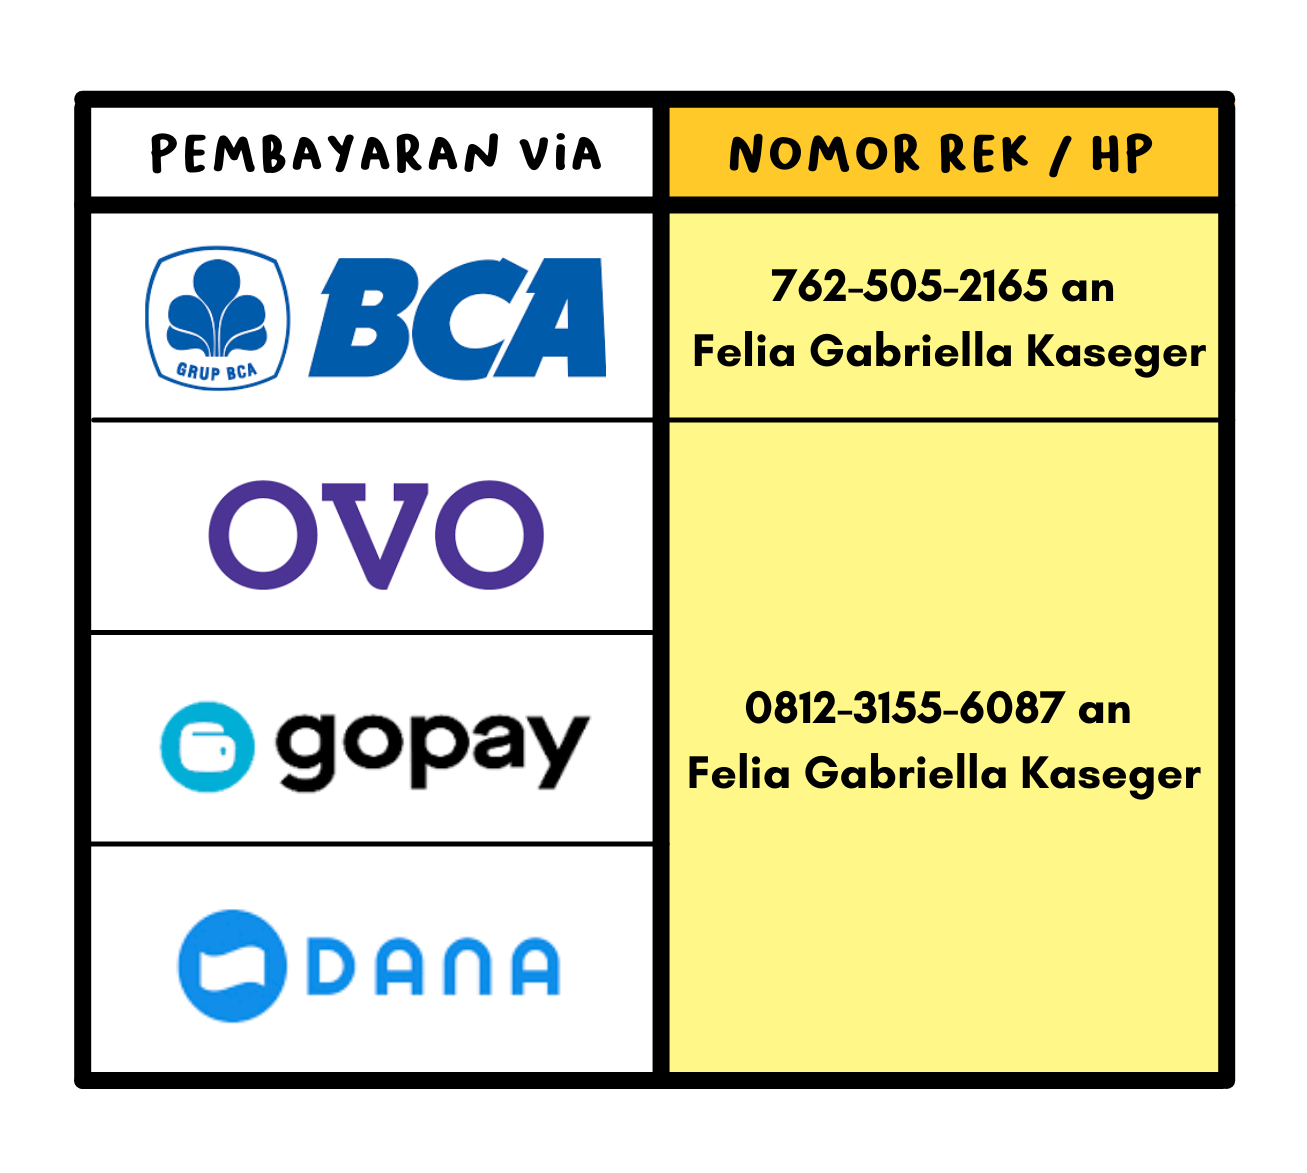 PEMBAYARAN ViA
NOMOR REK / HP
GRUP BCA
BCA
762-505-2165 an
Felia Gabriella Kaseger
OVO
gopay
DANA
0812-3155-6087 an
Felia Gabriella Kaseger